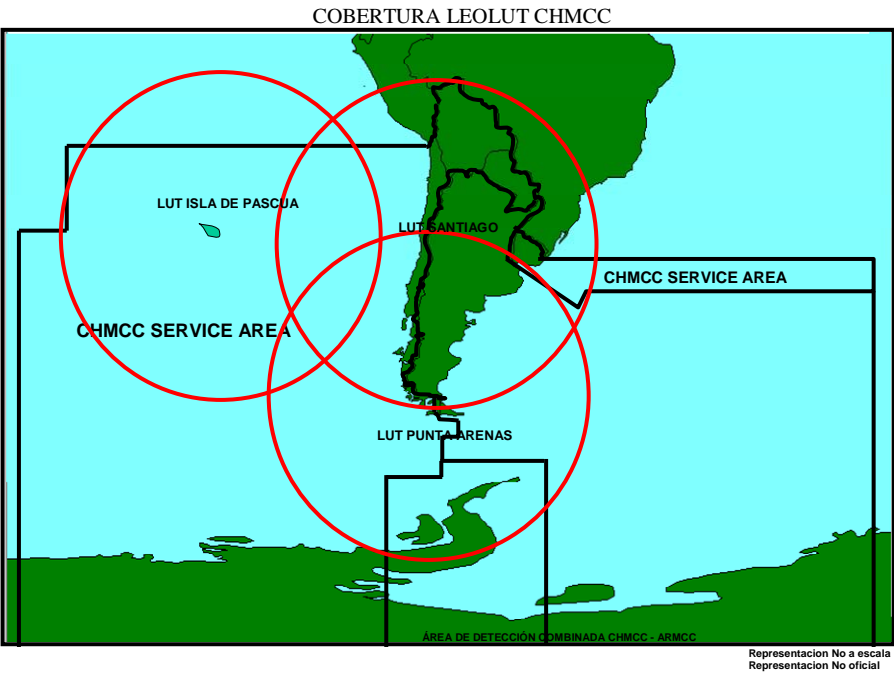 COBERTURA LEOLUT CHMCC
LUT ISLA DE PASCUA
LUT SANTIAGO
CHMCC SERVICE AREA
CHMCC SERVICE AREA
LUT PUNTA ARENAS
ÁREA DE DETECCIÓN COMBINADA CHMCC - ARMCC
Representacion No a escala
Representacion No oficial